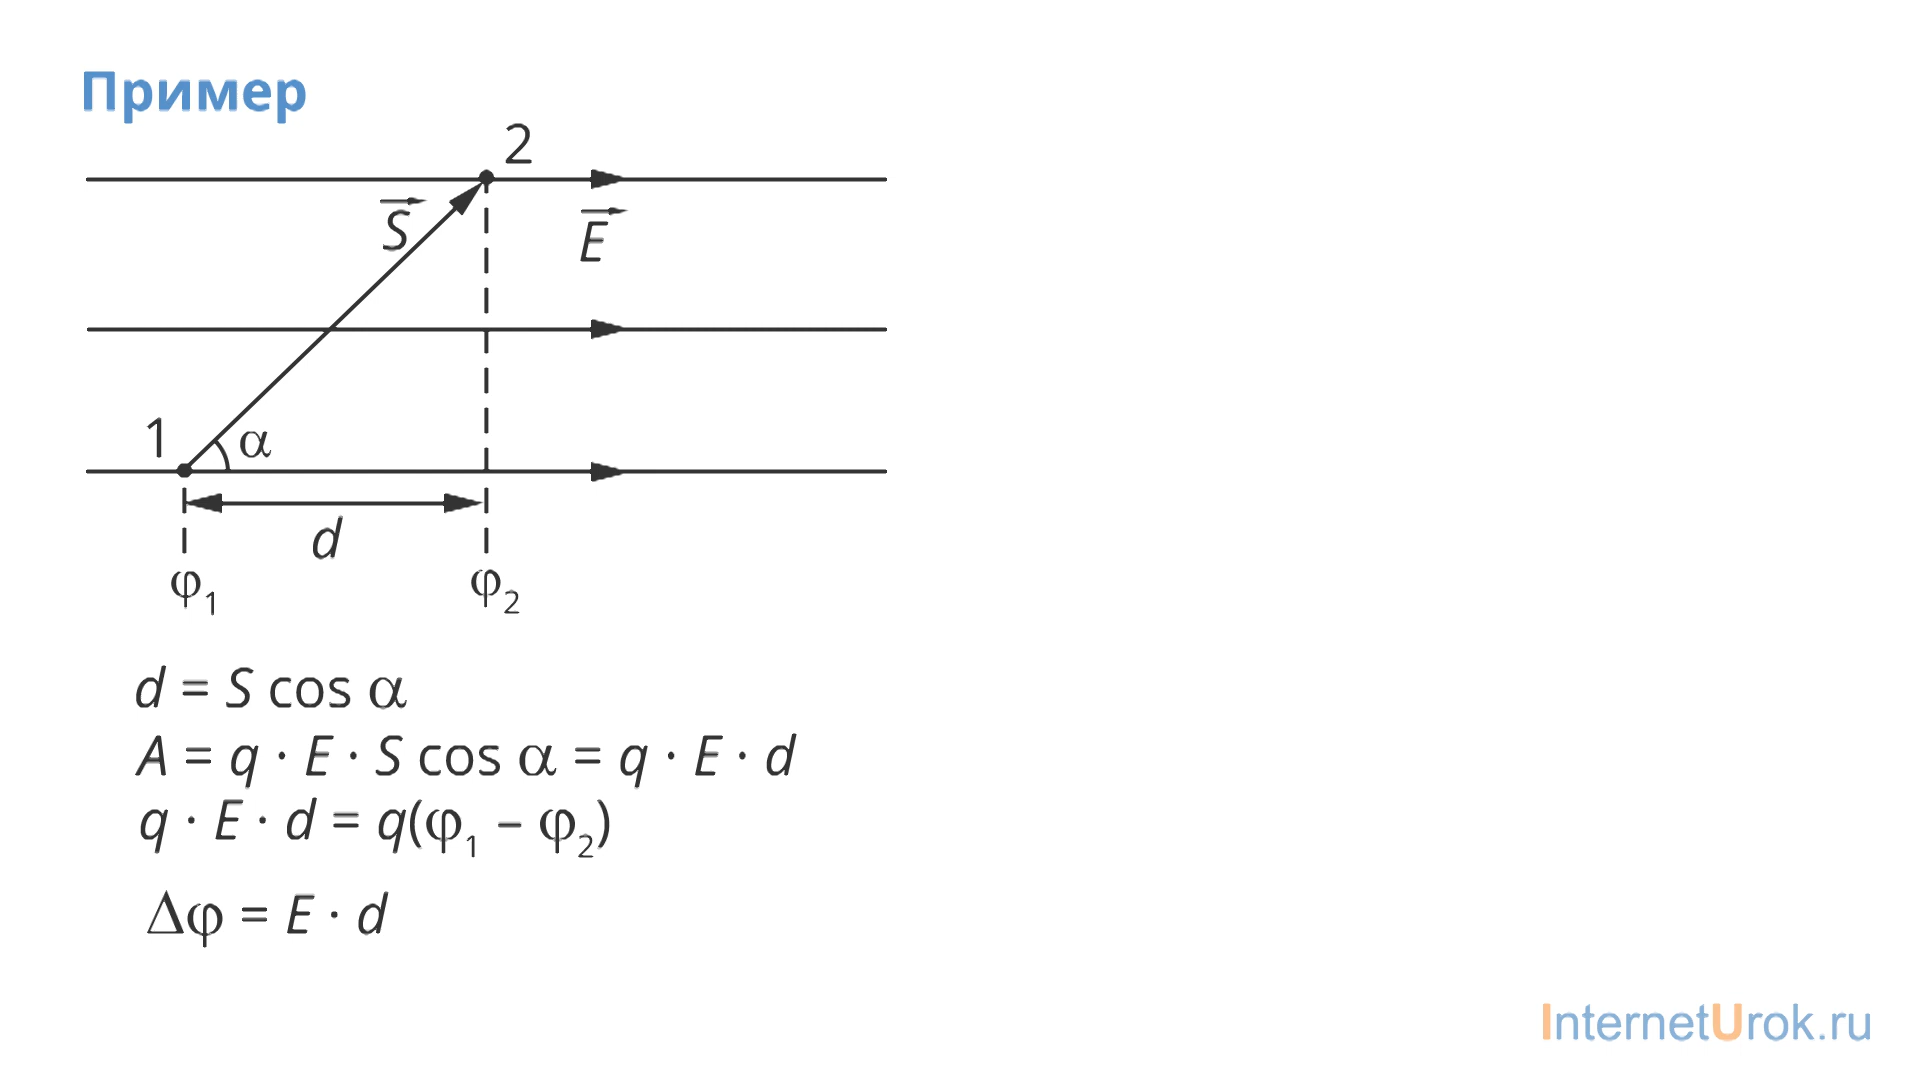 Пример
2
S⃗
E⃗
1
α
d
φ₁
φ₂
d = S cos α
A = q · E · S cos α = q · E · d
q · E · d = q(φ₁ – φ₂)
Δφ = E · d
InternetUrok.ru